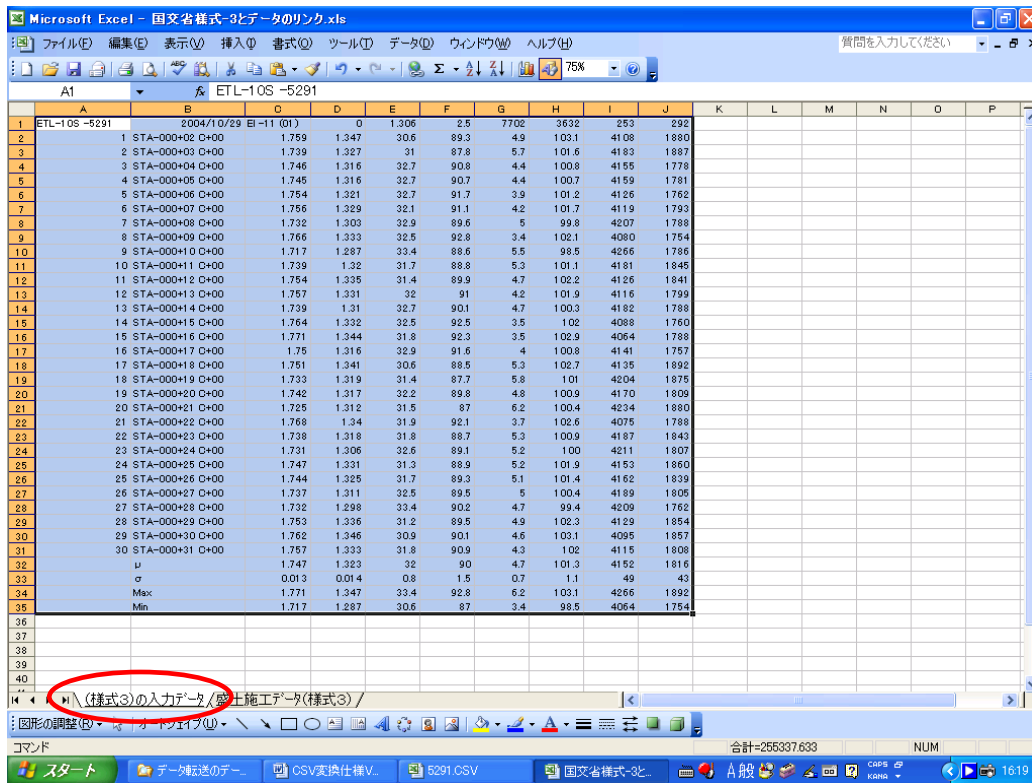 Microsoft Excel - 国交省様式-3とデータのリンク.xls
ファイル(F) 編集(E) 表示(V) 挿入(I) 書式(O) ツール(T) データ(D) ウィンドウ(W) ヘルプ(H) 質問を入力してください
75%
A1 fx ETL-10S -5291
A B C D E F G H I J K L M N O P
1 ETL-10S -5291 2004/10/29 EI-11 (01) 0 1.306 2.5 7702 3632 253 292
2 1 STA-000+02 C+00 1.759 1.347 30.6 89.3 4.9 103.1 4108 1880
3 2 STA-000+03 C+00 1.739 1.327 31 87.8 5.7 101.6 4183 1887
4 3 STA-000+04 C+00 1.746 1.316 32.7 90.8 4.4 100.8 4155 1778
5 4 STA-000+05 C+00 1.745 1.316 32.7 90.7 4.4 100.7 4159 1781
6 5 STA-000+06 C+00 1.754 1.321 32.7 91.7 3.9 101.2 4126 1762
7 6 STA-000+07 C+00 1.756 1.329 32.1 91.1 4.2 101.7 4119 1793
8 7 STA-000+08 C+00 1.732 1.303 32.9 89.6 5 99.8 4207 1788
9 8 STA-000+09 C+00 1.766 1.333 32.5 92.8 3.4 102.1 4080 1754
10 9 STA-000+10 C+00 1.717 1.287 33.4 88.6 5.5 98.5 4266 1786
11 10 STA-000+11 C+00 1.739 1.32 31.7 88.8 5.3 101.1 4181 1845
12 11 STA-000+12 C+00 1.754 1.335 31.4 89.9 4.7 102.2 4126 1841
13 12 STA-000+13 C+00 1.757 1.331 32 91 4.2 101.9 4116 1799
14 13 STA-000+14 C+00 1.739 1.31 32.7 90.1 4.7 100.3 4182 1788
15 14 STA-000+15 C+00 1.764 1.332 32.5 92.5 3.5 102 4088 1760
16 15 STA-000+16 C+00 1.771 1.344 31.8 92.3 3.5 102.9 4064 1788
17 16 STA-000+17 C+00 1.75 1.316 32.9 91.6 4 100.8 4141 1757
18 17 STA-000+18 C+00 1.751 1.341 30.6 88.5 5.3 102.7 4135 1892
19 18 STA-000+19 C+00 1.733 1.319 31.4 87.7 5.8 101 4204 1875
20 19 STA-000+20 C+00 1.742 1.317 32.2 89.8 4.8 100.9 4170 1809
21 20 STA-000+21 C+00 1.725 1.312 31.5 87 6.2 100.4 4234 1880
22 21 STA-000+22 C+00 1.768 1.34 31.9 92.1 3.7 102.6 4075 1788
23 22 STA-000+23 C+00 1.738 1.318 31.8 88.7 5.3 100.9 4187 1843
24 23 STA-000+24 C+00 1.731 1.306 32.6 89.1 5.2 100 4211 1807
25 24 STA-000+25 C+00 1.747 1.331 31.3 88.9 5.2 101.9 4153 1860
26 25 STA-000+26 C+00 1.744 1.325 31.7 89.3 5.1 101.4 4162 1839
27 26 STA-000+27 C+00 1.737 1.311 32.5 89.5 5 100.4 4189 1805
28 27 STA-000+28 C+00 1.732 1.298 33.4 90.2 4.7 99.4 4209 1762
29 28 STA-000+29 C+00 1.753 1.336 31.2 89.5 4.9 102.3 4129 1854
30 29 STA-000+30 C+00 1.762 1.346 30.9 90.1 4.6 103.1 4095 1857
31 30 STA-000+31 C+00 1.757 1.333 31.8 90.9 4.3 102 4115 1808
32 μ 1.747 1.323 32 90 4.7 101.3 4152 1816
33 σ 0.013 0.014 0.8 1.5 0.7 1.1 49 43
34 Max 1.771 1.347 33.4 92.8 6.2 103.1 4266 1892
35 Min 1.717 1.287 30.6 87 3.4 98.5 4064 1754
36
37
38
39
40
(様式3)の入力データ 盛土施工データ(様式3)
図形の調整(R) オートシェイプ(U)
コマンド 合計=255337.633 NUM
スタート データ転送のデー... CSV変換仕様V... 5291.CSV 国交省様式-3と... A般 CAPS KANA 16:19